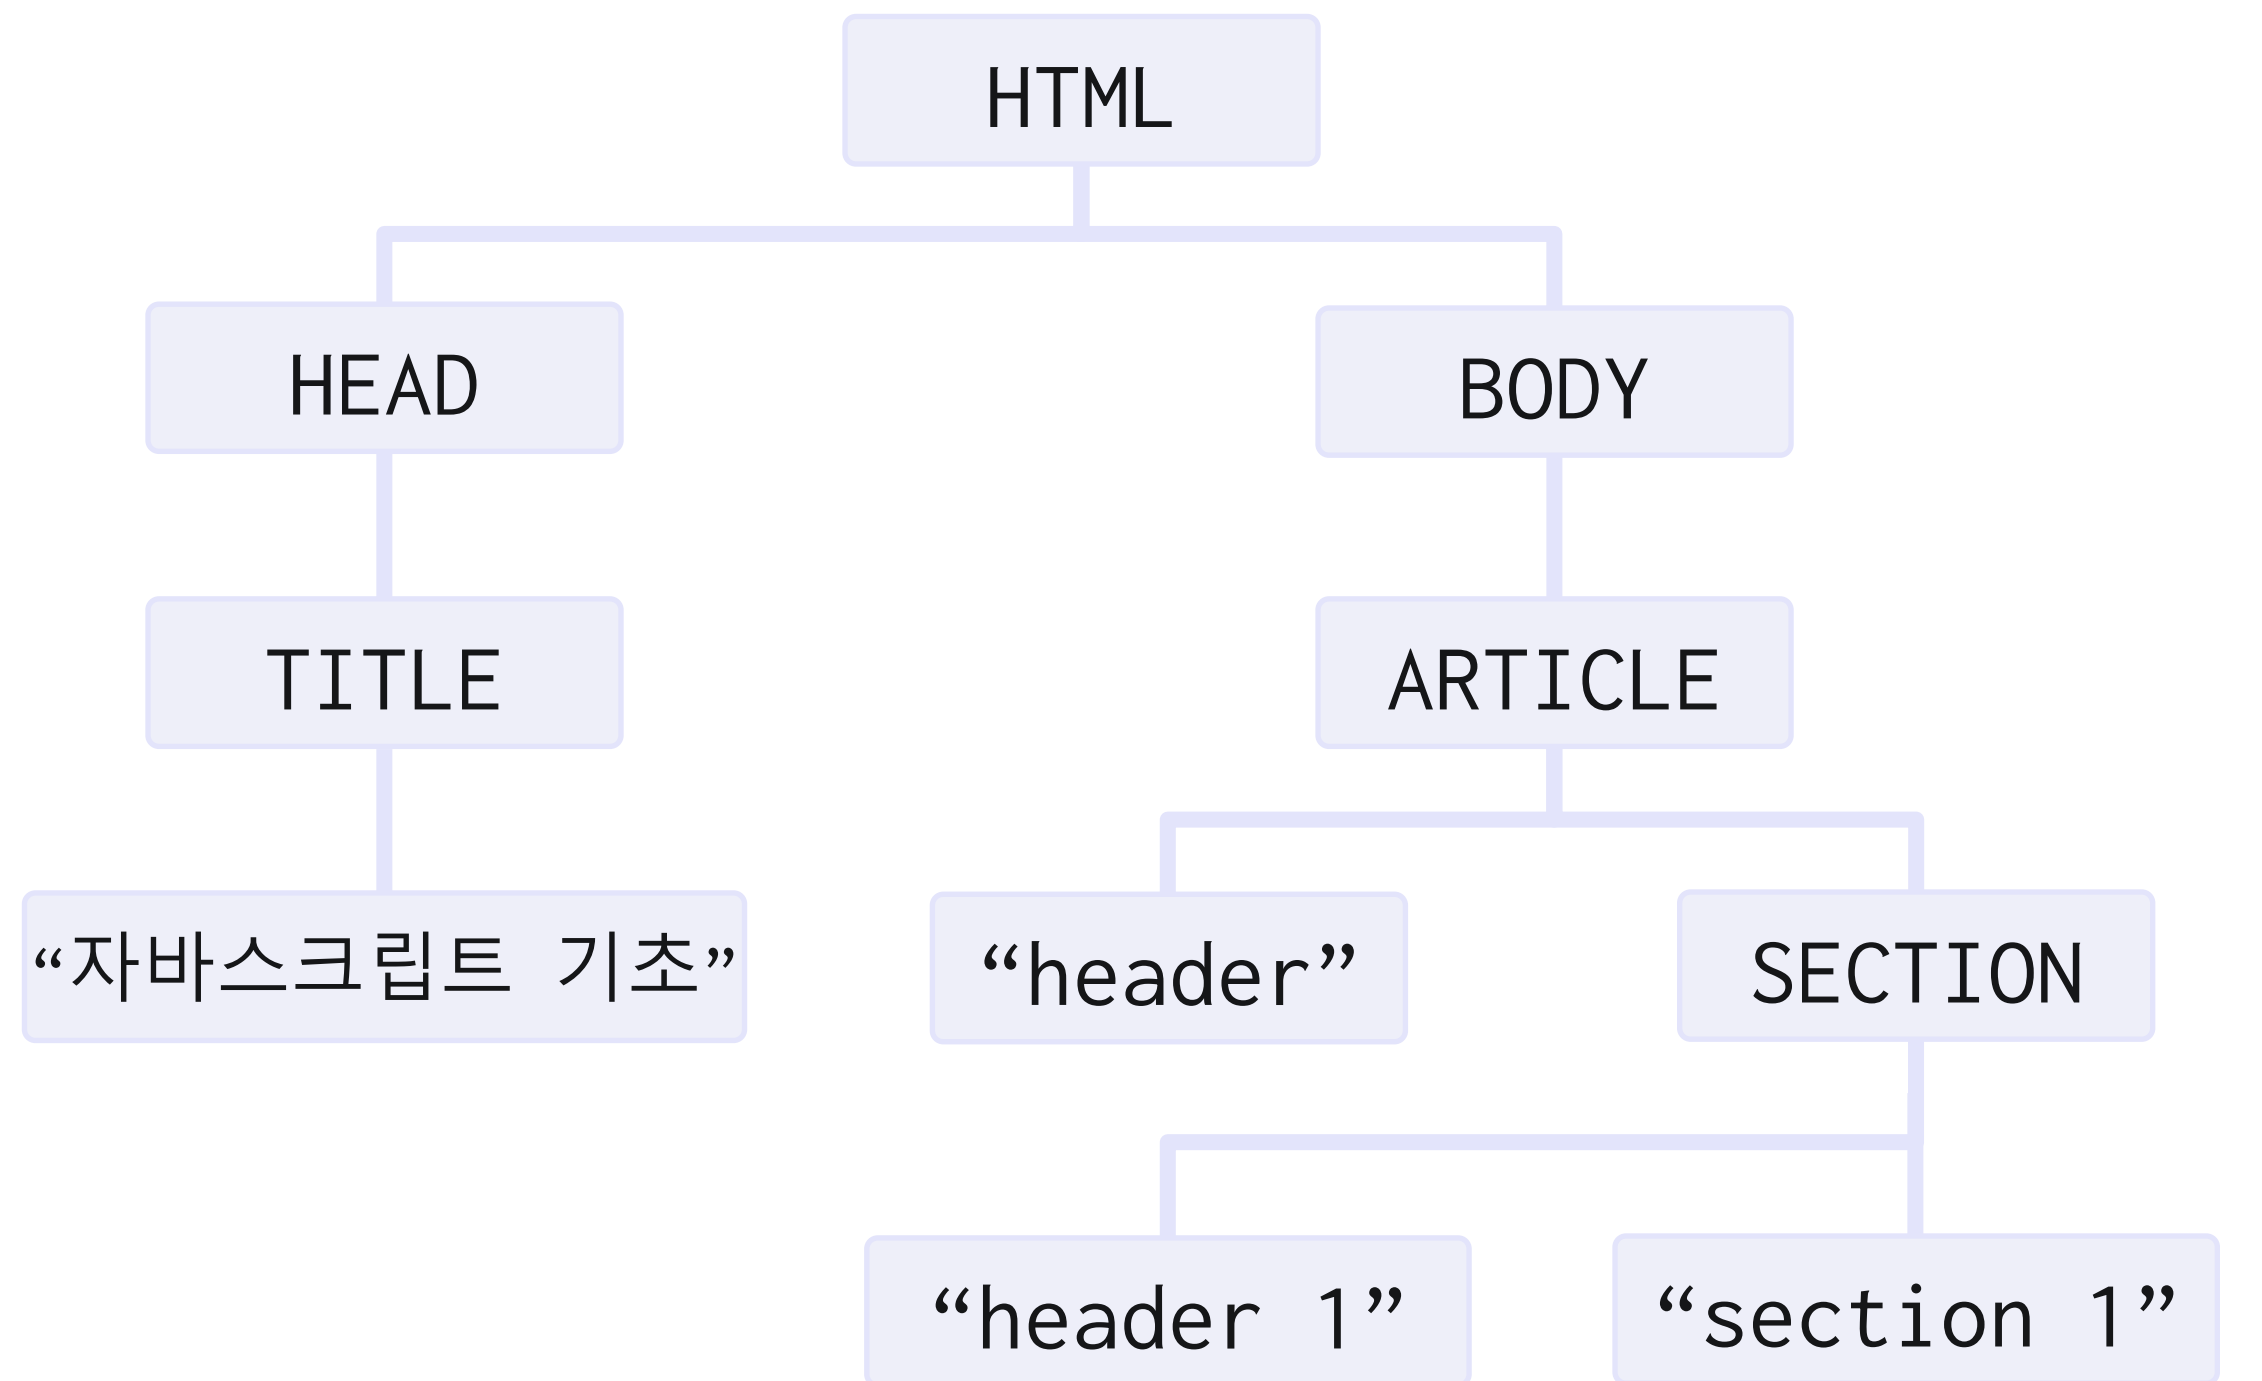 HTML
HEAD
BODY
TITLE
ARTICLE
“자바스크립트 기초”
“header”
SECTION
“header 1”
“section 1”